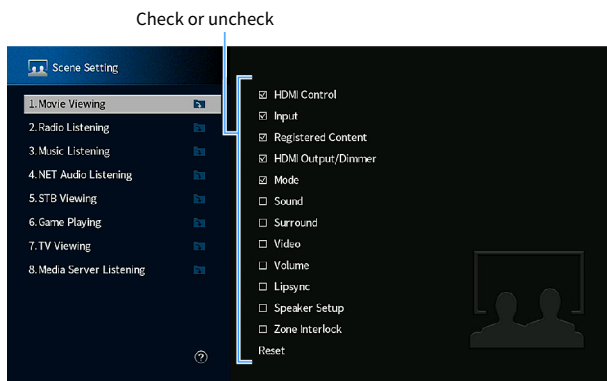 Check or uncheck
Scene Setting
1.Movie Viewing
2.Radio Listening
3.Music Listening
4.NET Audio Listening
5.STB Viewing
6.Game Playing
7.TV Viewing
8.Media Server Listening
?
HDMI Control
Input
Registered Content
HDMI Output/Dimmer
Mode
Sound
Surround
Video
Volume
Lipsync
Speaker Setup
Zone Interlock
Reset